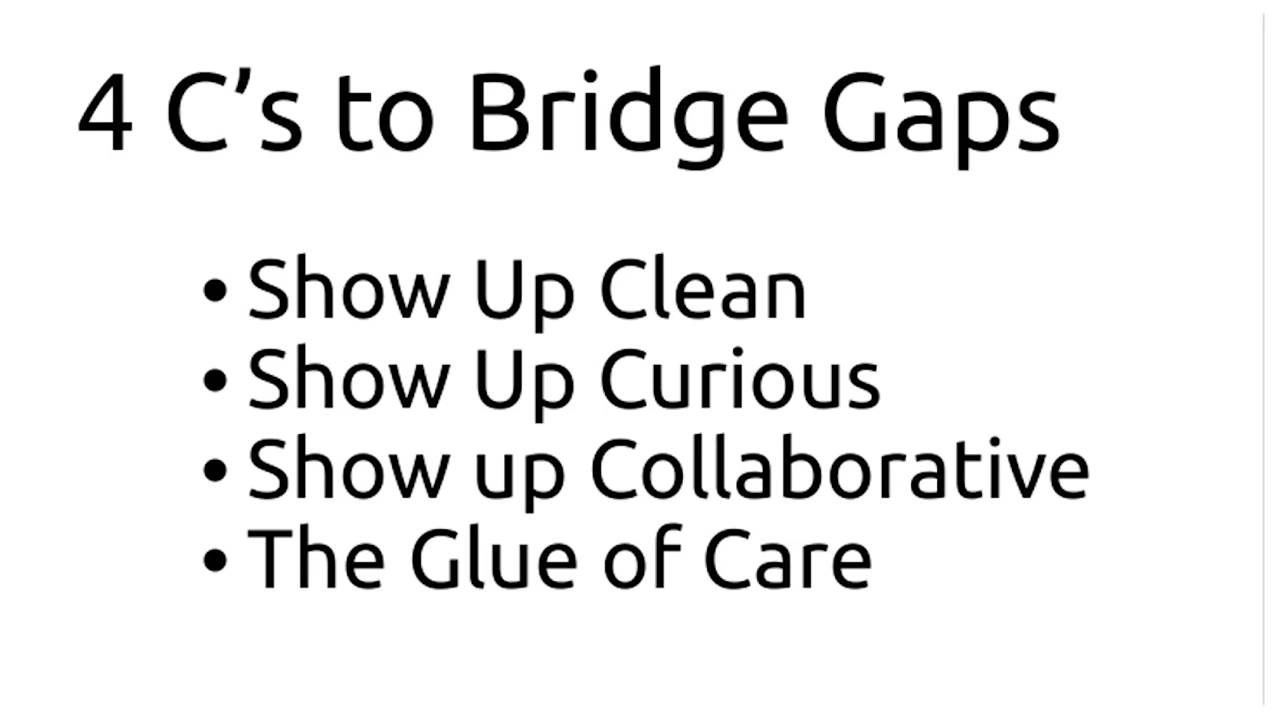 4 C’s to Bridge Gaps
• Show Up Clean
• Show Up Curious
• Show up Collaborative
• The Glue of Care